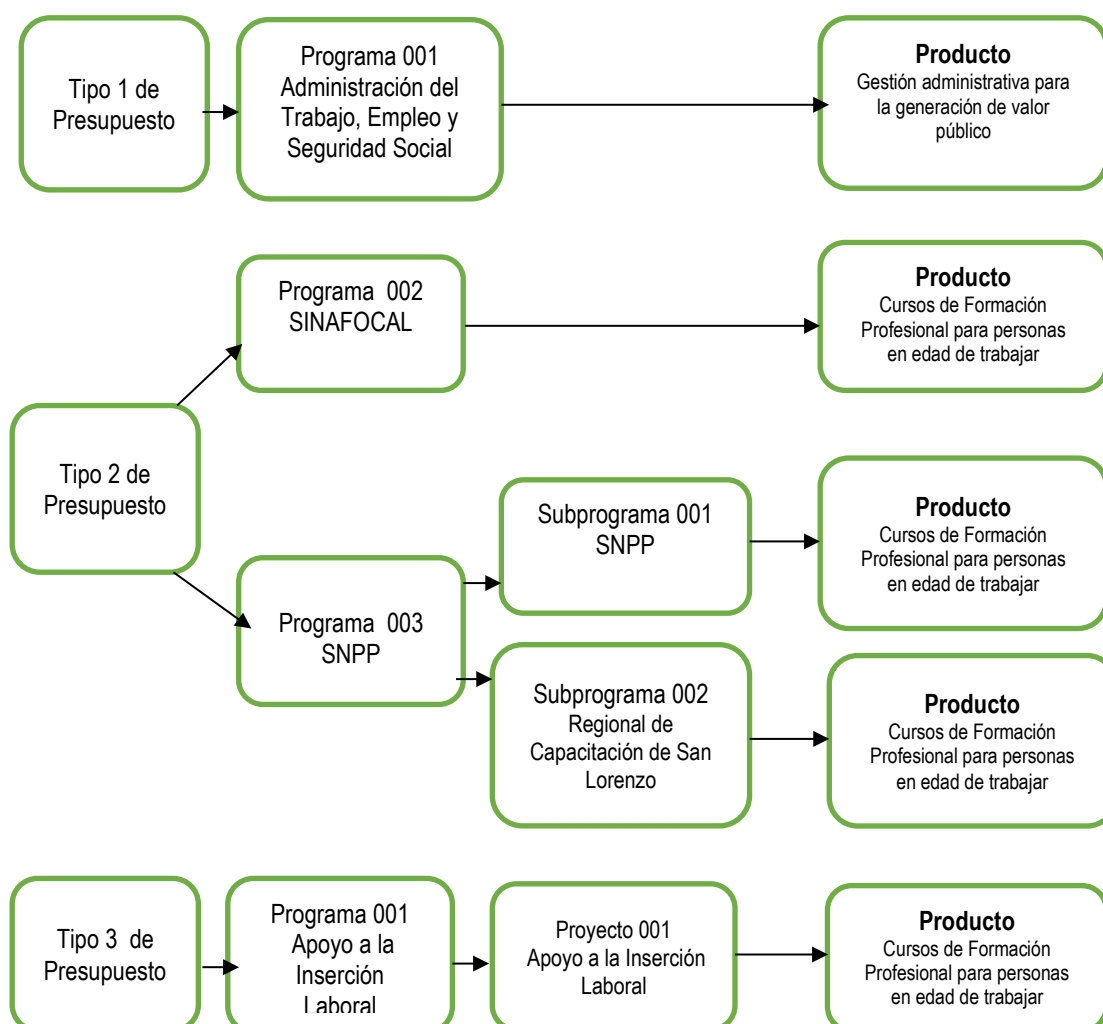 Tipo 1 de
Presupuesto
Programa 001
Administración del
Trabajo, Empleo y
Seguridad Social
Producto
Gestión administrativa para
la generación de valor
público
Tipo 2 de
Presupuesto
Programa 002
SINAFOCAL
Producto
Cursos de Formación
Profesional para personas
en edad de trabajar
Programa 003
SNPP
Subprograma 001
SNPP
Producto
Cursos de Formación
Profesional para personas
en edad de trabajar
Subprograma 002
Regional de
Capacitación de San
Lorenzo
Producto
Cursos de Formación
Profesional para personas
en edad de trabajar
Tipo 3 de
Presupuesto
Programa 001
Apoyo a la
Inserción
Laboral
Proyecto 001
Apoyo a la Inserción
Laboral
Producto
Cursos de Formación
Profesional para personas
en edad de trabajar